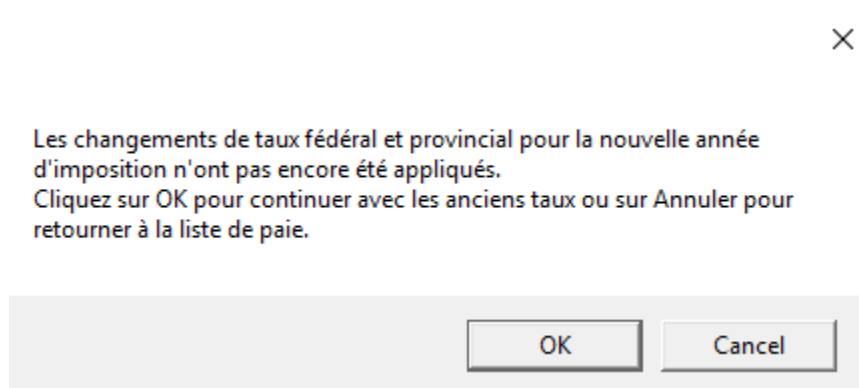 Les changements de taux fédéral et provincial pour la nouvelle année
d'imposition n'ont pas encore été appliqués.
Cliquez sur OK pour continuer avec les anciens taux ou sur Annuler pour
retourner à la liste de paie.
OK
Cancel